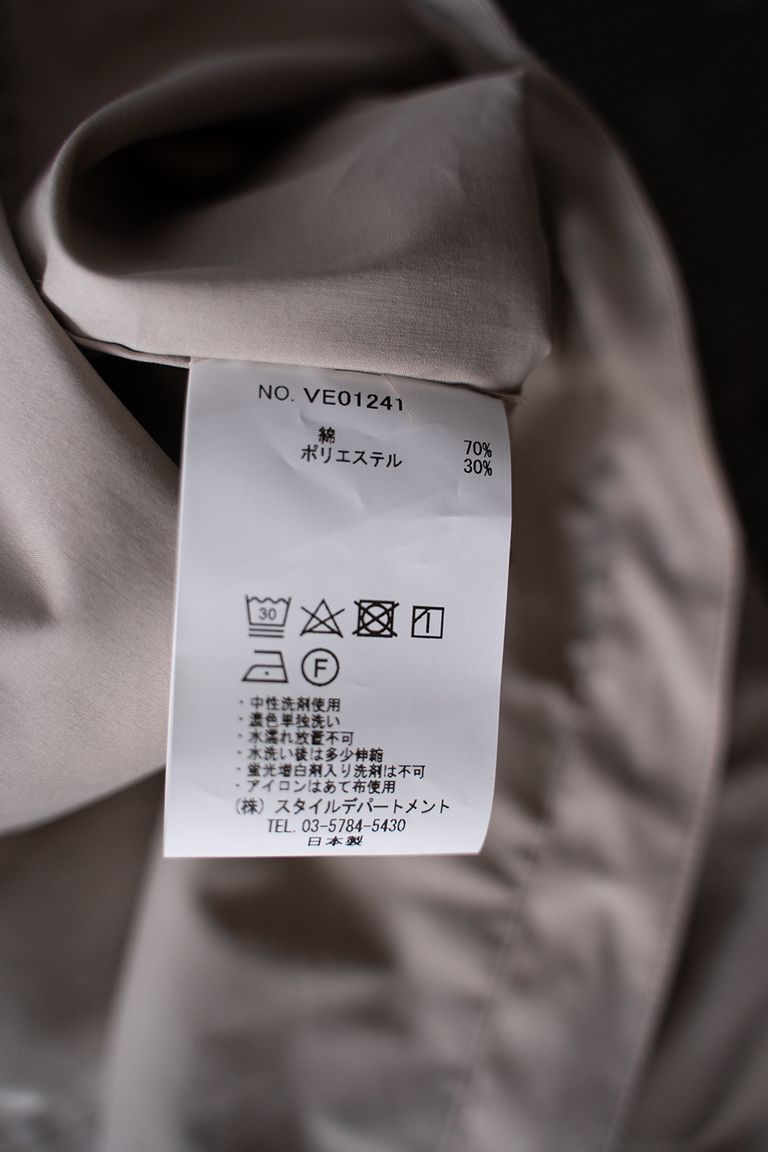 NO. VE01241
綿 70%
ポリエステル 30%
30
F
・中性洗剤使用
・濃色単独洗い
・水濡れ放置不可
・水洗い後は多少伸縮
・蛍光増白剤入り洗剤は不可
・アイロンはあて布使用
(株) スタイルデパートメント
TEL. 03-5784-5430
日本製